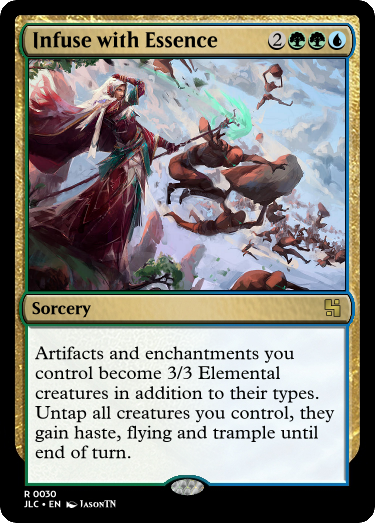 Infuse with Essence 2
Sorcery
Artifacts and enchantments you
control become 3/3 Elemental
creatures in addition to their types.
Untap all creatures you control, they
gain haste, flying and trample until
end of turn.
R 0030
JLC • EN JASONTN